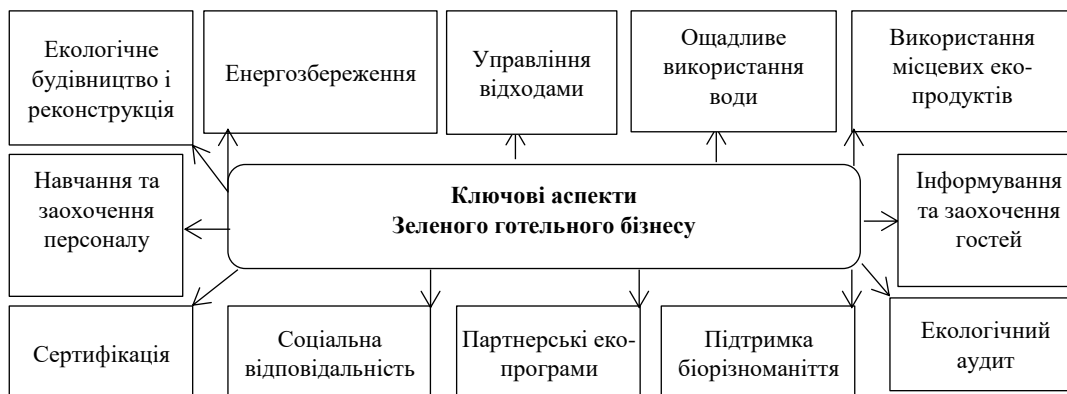 Екологічне
будівництво і
реконструкція
Енергозбереження
Управління
відходами
Ощадливе
використання
води
Використання
місцевих еко-
продуктів
Навчання та
заохочення
персоналу
Ключові аспекти
Зеленого готельного бізнесу
Інформування
та заохочення
гостей
Сертифікація
Соціальна
відповідальність
Партнерські еко-
програми
Підтримка
біорізноманіття
Екологічний
аудит